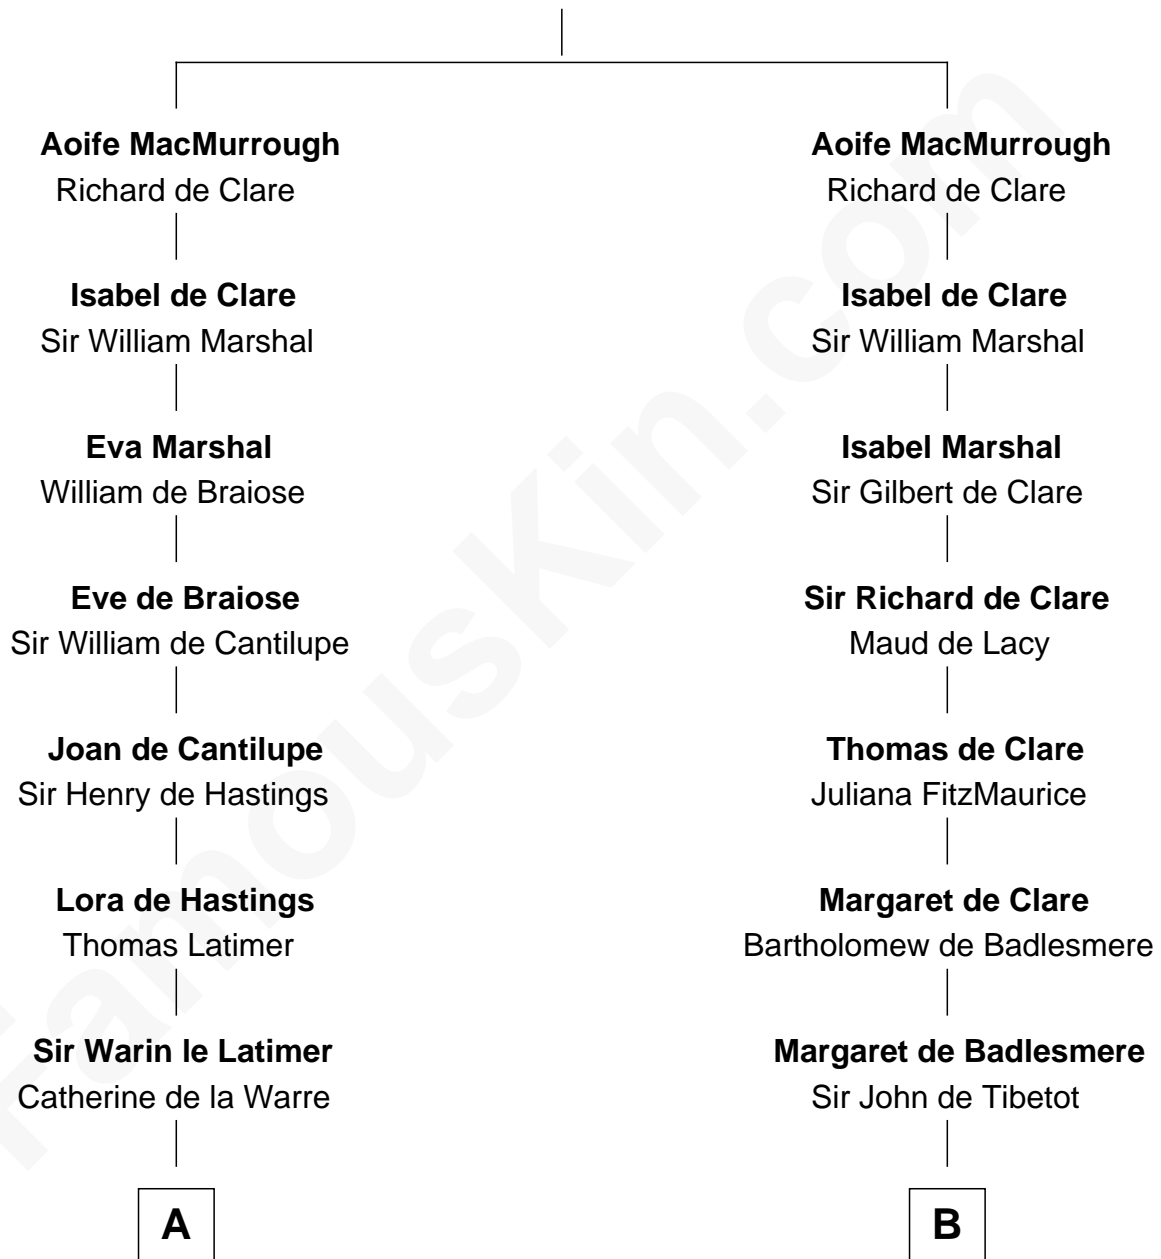 Aoife MacMurrough
Richard de Clare
Isabel de Clare
Sir William Marshal
Eva Marshal
William de Braiose
Eve de Braiose
Sir William de Cantilupe
Joan de Cantilupe
Sir Henry de Hastings
Lora de Hastings
Thomas Latimer
Sir Warin le Latimer
Catherine de la Warre
A
Aoife MacMurrough
Richard de Clare
Isabel de Clare
Sir William Marshal
Isabel Marshal
Sir Gilbert de Clare
Sir Richard de Clare
Maud de Lacy
Thomas de Clare
Juliana FitzMaurice
Margaret de Clare
Bartholomew de Badlesmere
Margaret de Badlesmere
Sir John de Tibetot
B
FamousKin.com